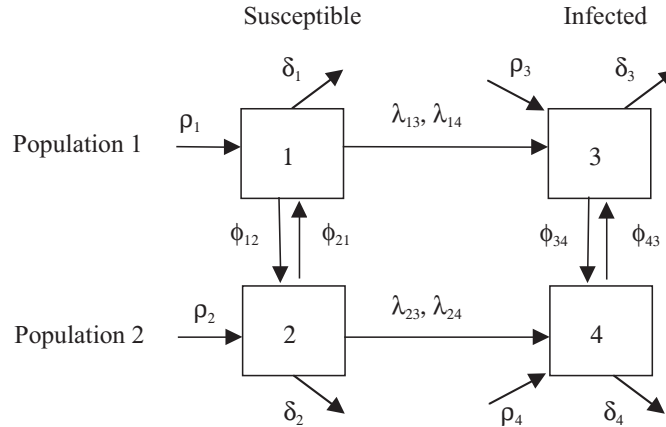 Susceptible Infected
δ₁ ρ₃ δ₃
ρ₁ λ₁₃, λ₁₄
Population 1 1 3
ϕ₁₂ ϕ₂₁ ϕ₃₄ ϕ₄₃
ρ₂ λ₂₃, λ₂₄
Population 2 2 4
δ₂ ρ₄ δ₄